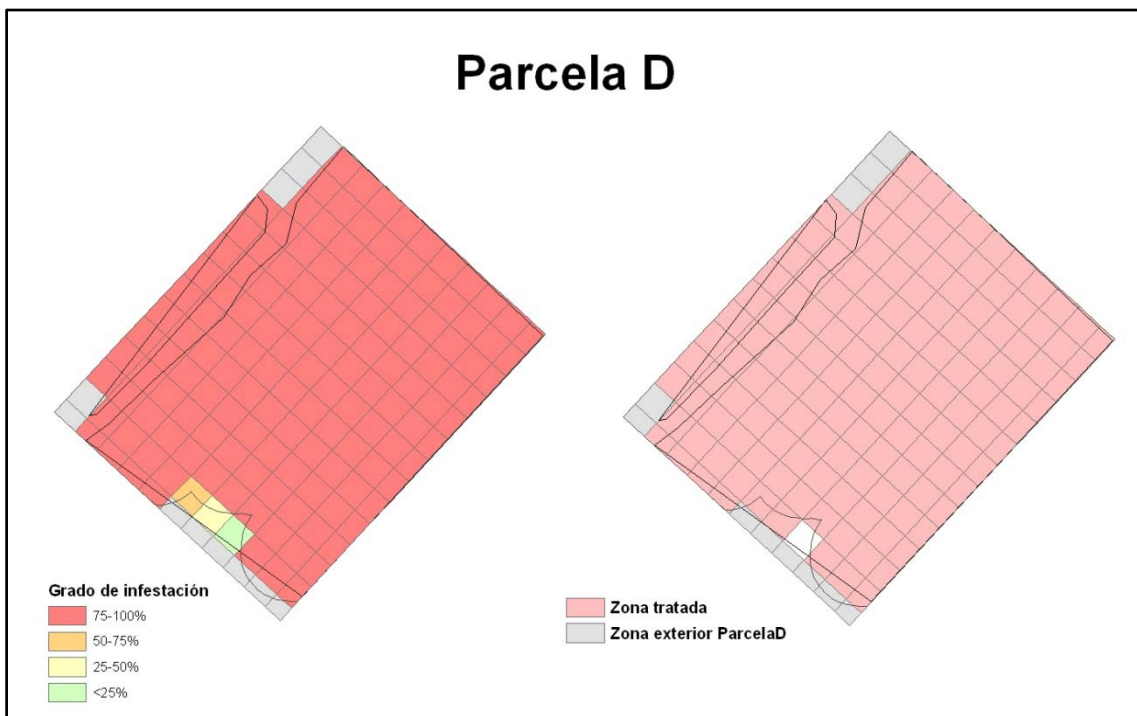 Parcela D
Grado de infestación
75-100%
50-75%
25-50%
<25%
Zona tratada
Zona exterior ParcelaD